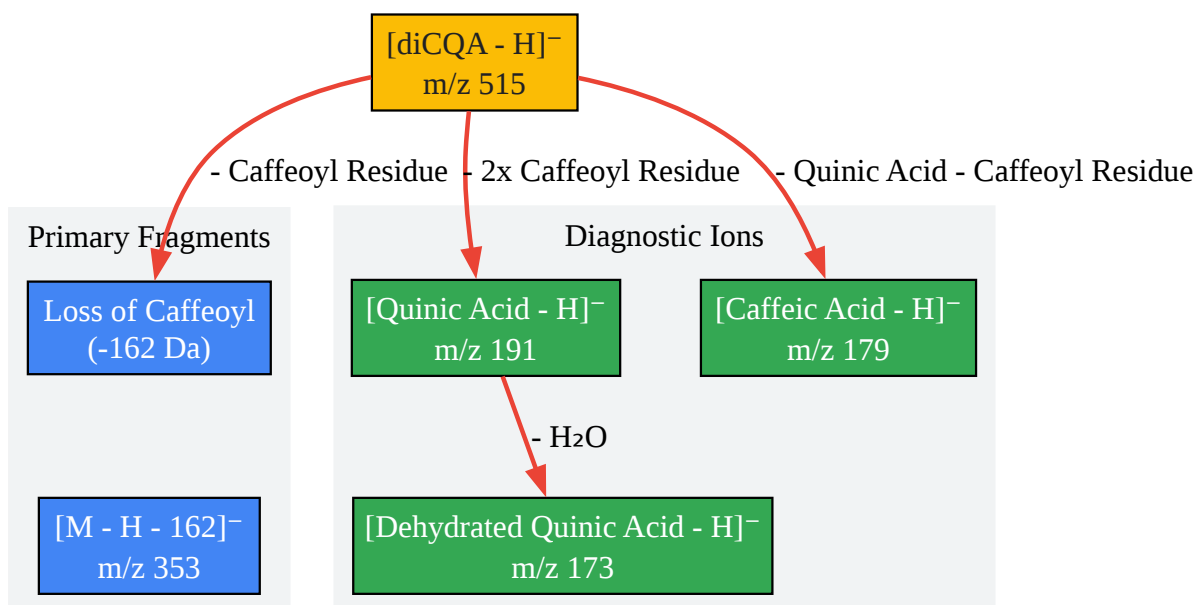 [diCQA - H]⁻
m/z 515
- Caffeoyl Residue
- 2x Caffeoyl Residue
- Quinic Acid - Caffeoyl Residue
Primary Fragments
Diagnostic Ions
Loss of Caffeoyl
(-162 Da)
[Quinic Acid - H]⁻
m/z 191
[Caffeic Acid - H]⁻
m/z 179
- H₂O
[M - H - 162]⁻
m/z 353
[Dehydrated Quinic Acid - H]⁻
m/z 173